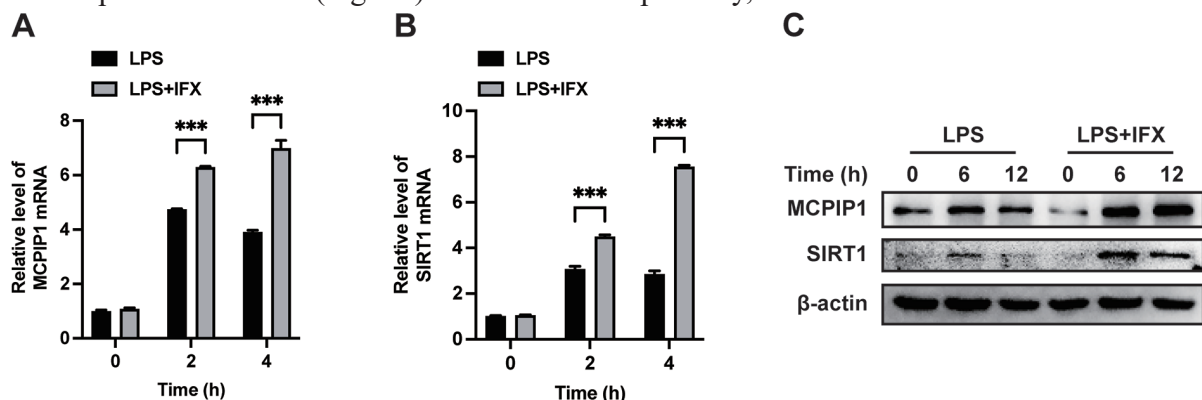 A
LPS
LPS+IFX
***
***
8
6
4
2
0
Relative level of
MCPIP1 mRNA
0 2 4
Time (h)
B
LPS
LPS+IFX
***
***
10
8
6
4
2
0
Relative level of
SIRT1 mRNA
0 2 4
Time (h)
C
LPS LPS+IFX
Time (h) 0 6 12 0 6 12
MCPIP1
SIRT1
β-actin